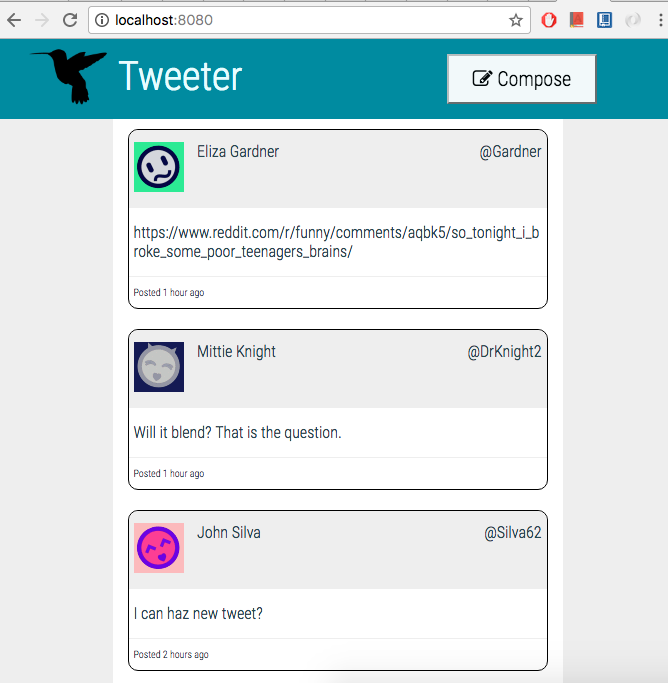 localhost:8080
Tweeter
Compose
Eliza Gardner
@Gardner
https://www.reddit.com/r/funny/comments/aqbk5/so_tonight_i_b
roke_some_poor_teenagers_brains/
Posted 1 hour ago
Mittie Knight
@DrKnight2
Will it blend? That is the question.
Posted 1 hour ago
John Silva
@Silva62
I can haz new tweet?
Posted 2 hours ago